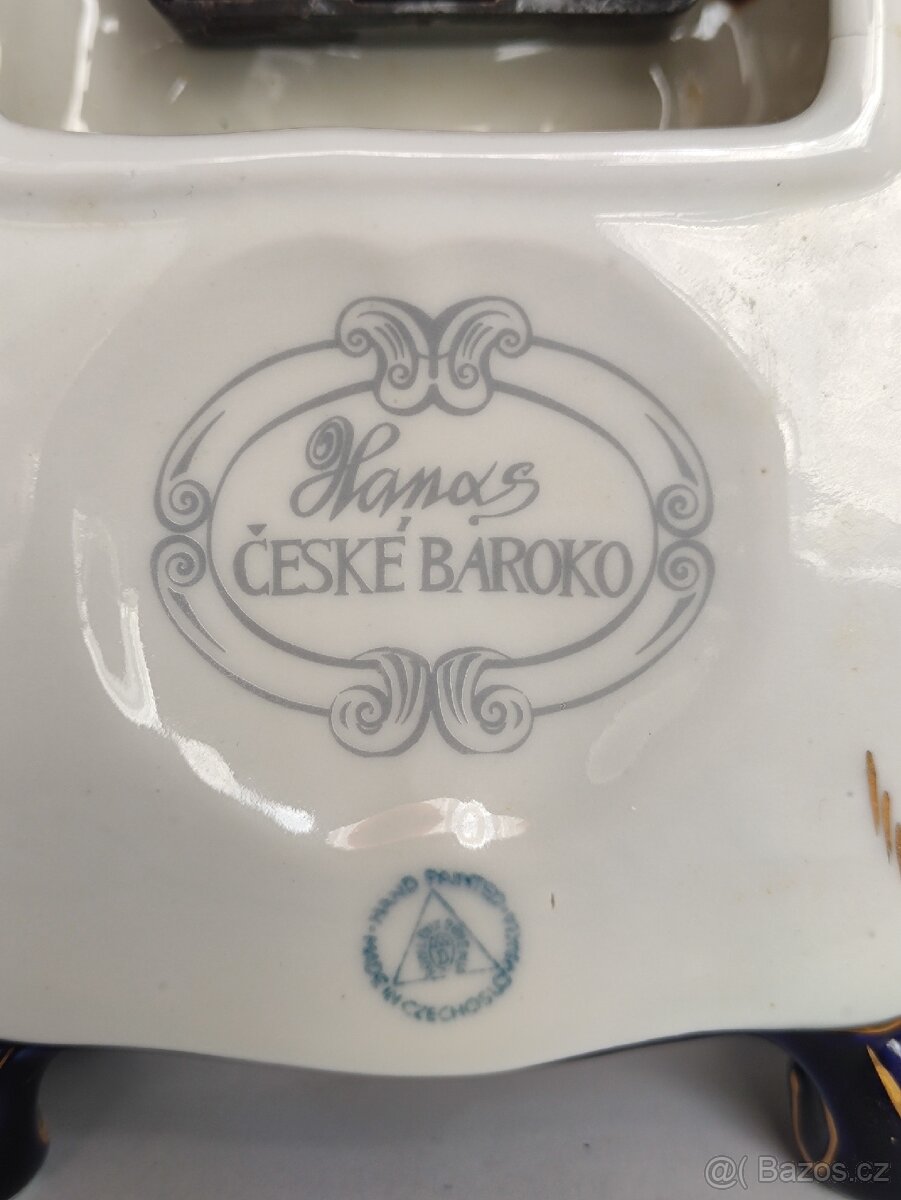 Hanas
ČESKÉ BAROKO
HAND PAINTED
MADE IN CZECHOSLOVAKIA
@( Bazos.cz